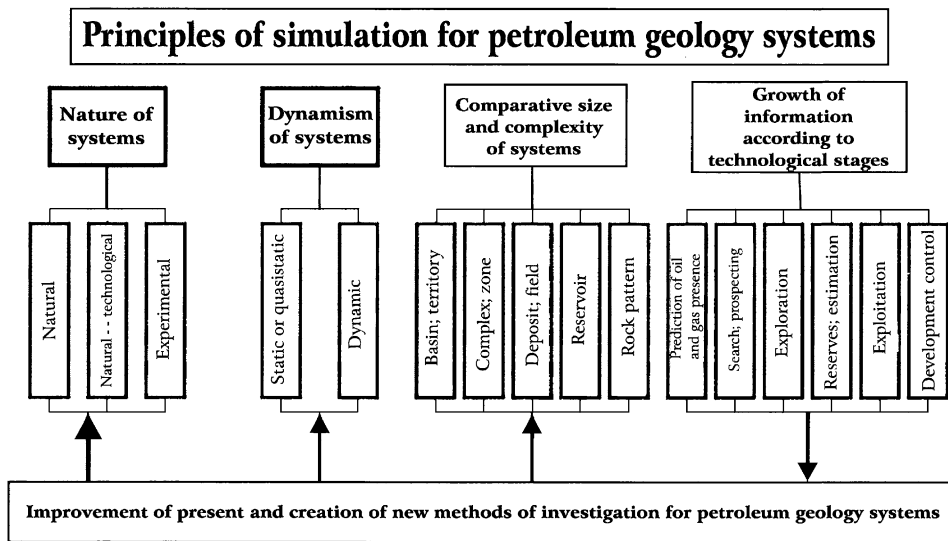 Principles of simulation for petroleum geology systems
Nature of
systems
Dynamism
of systems
Comparative size
and complexity
of systems
Growth of
information
according to
technological stages
Natural
Natural - - technological
Experimental
Static or quasistatic
Dynamic
Basin; territory
Complex; zone
Deposit; field
Reservoir
Rock pattern
Prediction of oil
and gas presence
Search; prospecting
Exploration
Reserves; estimation
Exploitation
Development control
Improvement of present and creation of new methods of investigation for petroleum geology systems